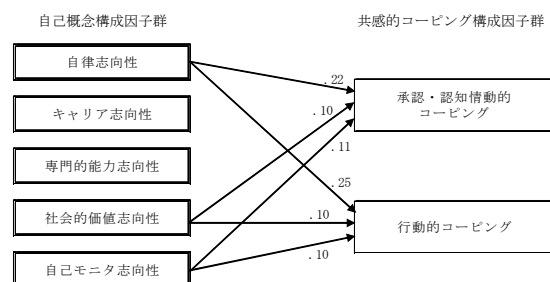 自己概念構成因子群
共感的コーピング構成因子群
自律志向性
キャリア志向性
専門的能力志向性
社会的価値志向性
自己モニタ志向性
.22
.10
.11
.25
.10
.10
承認・認知情動的
コーピング
行動的コーピング